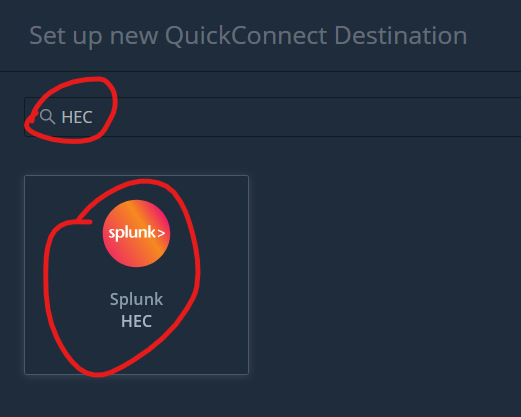 Set up new QuickConnect Destination
HEC
splunk>
Splunk
HEC